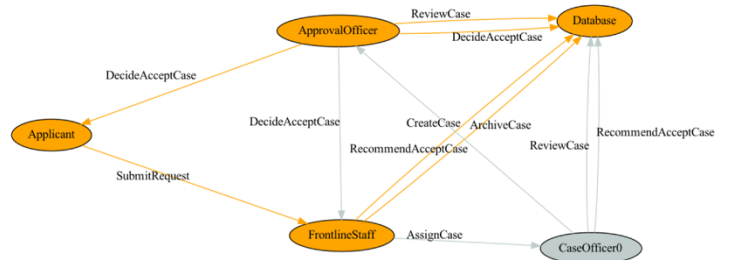 ReviewCase
Database
ApprovalOfficer
DecideAcceptCase
DecideAcceptCase
DecideAcceptCase
CreateCase
ArchiveCase
Applicant
RecommendAcceptCase
ReviewCase
RecommendAcceptCase
SubmitRequest
FrontlineStaff
AssignCase
CaseOfficer0